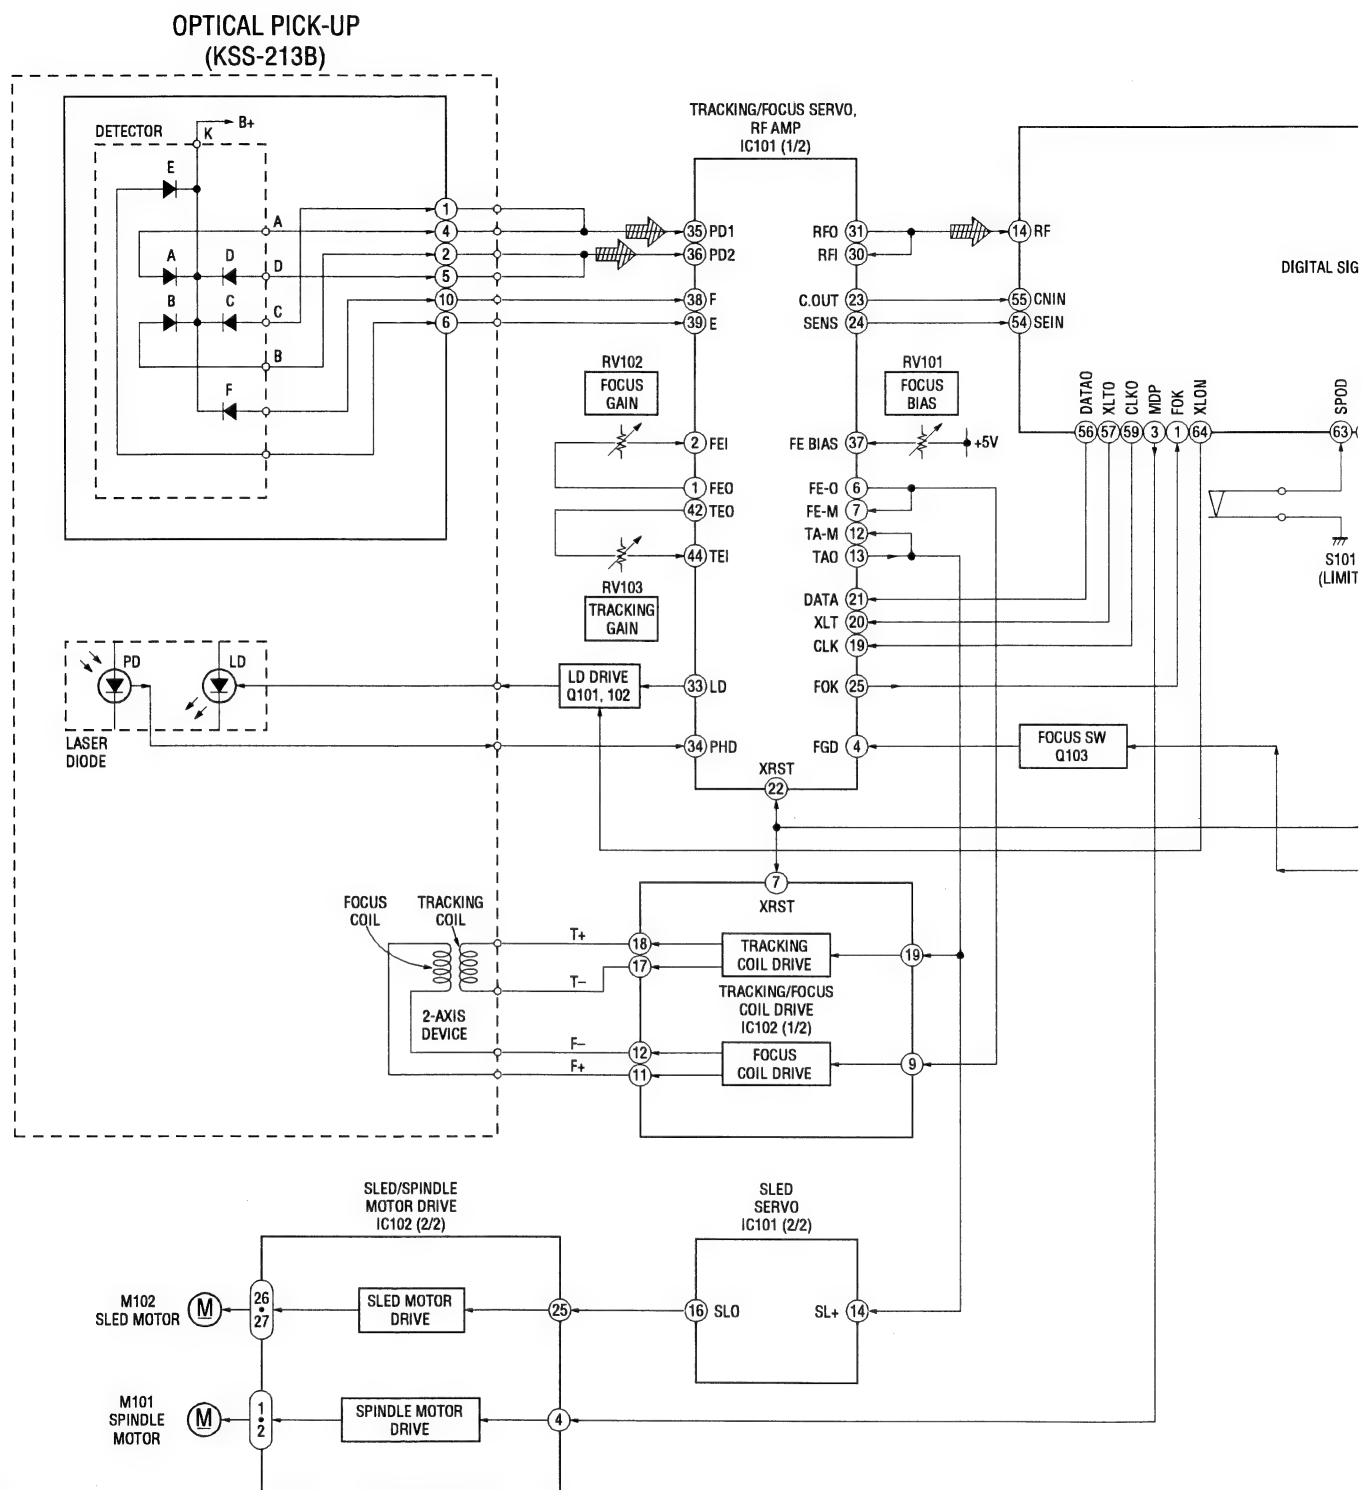 OPTICAL PICK-UP
(KSS-213B)
DETECTOR
K
B+
E
A
A
D
D
B
C
C
B
F
1
4
2
5
10
6
TRACKING/FOCUS SERVO,
RF AMP
IC101 (1/2)
35 PD1
36 PD2
38 F
39 E
RFO 31
RFI 30
C.OUT 23
SENS 24
14 RF
55 CNIN
54 SEIN
DIGITAL SIG
RV102
FOCUS
GAIN
2 FEI
1 FEO
42 TEO
44 TEI
RV103
TRACKING
GAIN
RV101
FOCUS
BIAS
+5V
FE BIAS 37
FE-O 6
FE-M 7
TA-M 12
TAO 13
DATA 21
XLT 20
CLK 19
FOK 25
FGD 4
DATAO
XLTO
CLKO
MDP
FOK
XLON
SPOD
56 57 59 3 1 64 63
S101
(LIMIT
PD
LD
LASER
DIODE
LD DRIVE
Q101, 102
33 LD
34 PHD
XRST
22
FOCUS SW
Q103
7
XRST
FOCUS
COIL
TRACKING
COIL
2-AXIS
DEVICE
T+
T−
F−
F+
18
17
12
11
TRACKING
COIL DRIVE
TRACKING/FOCUS
COIL DRIVE
IC102 (1/2)
FOCUS
COIL DRIVE
19
9
SLED/SPINDLE
MOTOR DRIVE
IC102 (2/2)
SLED
SERVO
IC101 (2/2)
M102
SLED MOTOR
M
26
27
SLED MOTOR
DRIVE
25
16 SLO
SL+ 14
M101
SPINDLE
MOTOR
M
1
2
SPINDLE MOTOR
DRIVE
4